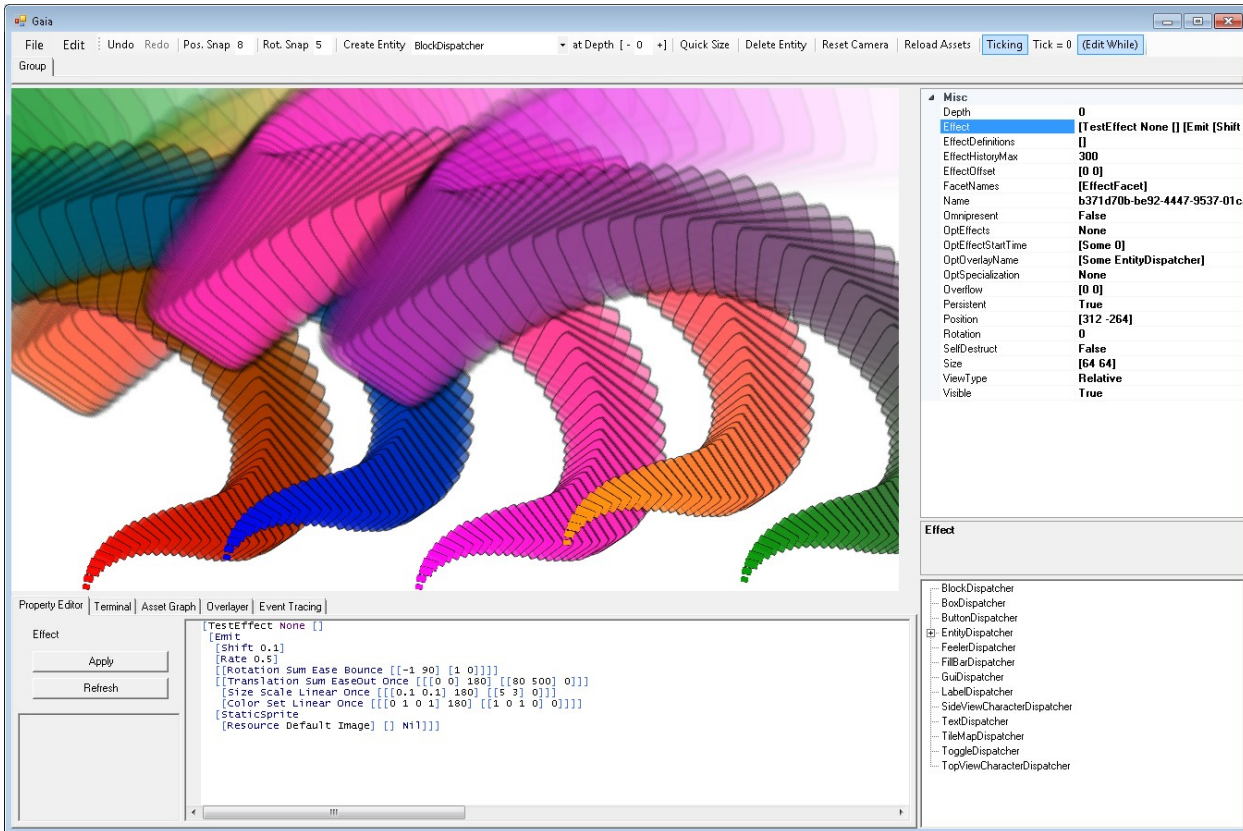 Gaia
File Edit Undo Redo Pos. Snap 8 Rot. Snap 5 Create Entity BlockDispatcher at Depth [ - 0 +] Quick Size Delete Entity Reset Camera Reload Assets Ticking Tick = 0 (Edit While)
Group
Misc
Depth 0
Effect [TestEffect None [] [Emit [Shift
EffectDefinitions []
EffectHistoryMax 300
EffectOffset [0 0]
FacetNames [EffectFacet]
Name b371d70b-be92-4447-9537-01c
Omnipresent False
OptEffects None
OptEffectStartTime [Some 0]
OptOverlayName [Some EntityDispatcher]
OptSpecialization None
Overflow [0 0]
Persistent True
Position [312 -264]
Rotation 0
SelfDestruct False
Size [64 64]
ViewType Relative
Visible True
Effect
BlockDispatcher
BoxDispatcher
ButtonDispatcher
EntityDispatcher
FeelerDispatcher
FillBarDispatcher
GuiDispatcher
LabelDispatcher
SideViewCharacterDispatcher
TextDispatcher
TileMapDispatcher
ToggleDispatcher
TopViewCharacterDispatcher
Property Editor Terminal Asset Graph Overlayer Event Tracing
Effect
Apply
Refresh
[TestEffect None []
[Emit
[Shift 0.1]
[Rate 0.5]
[[Rotation Sum Ease Bounce [[-1 90] [1 0]]]]
[[Translation Sum EaseOut Once [[[0 0] 180] [[80 500] 0]]]
[Size Scale Linear Once [[[0.1 0.1] 180] [[5 3] 0]]]
[Color Set Linear Once [[[0 1 0 1] 180] [[1 0 1 0] 0]]]]
[StaticSprite
[Resource Default Image] [] Nil]]]